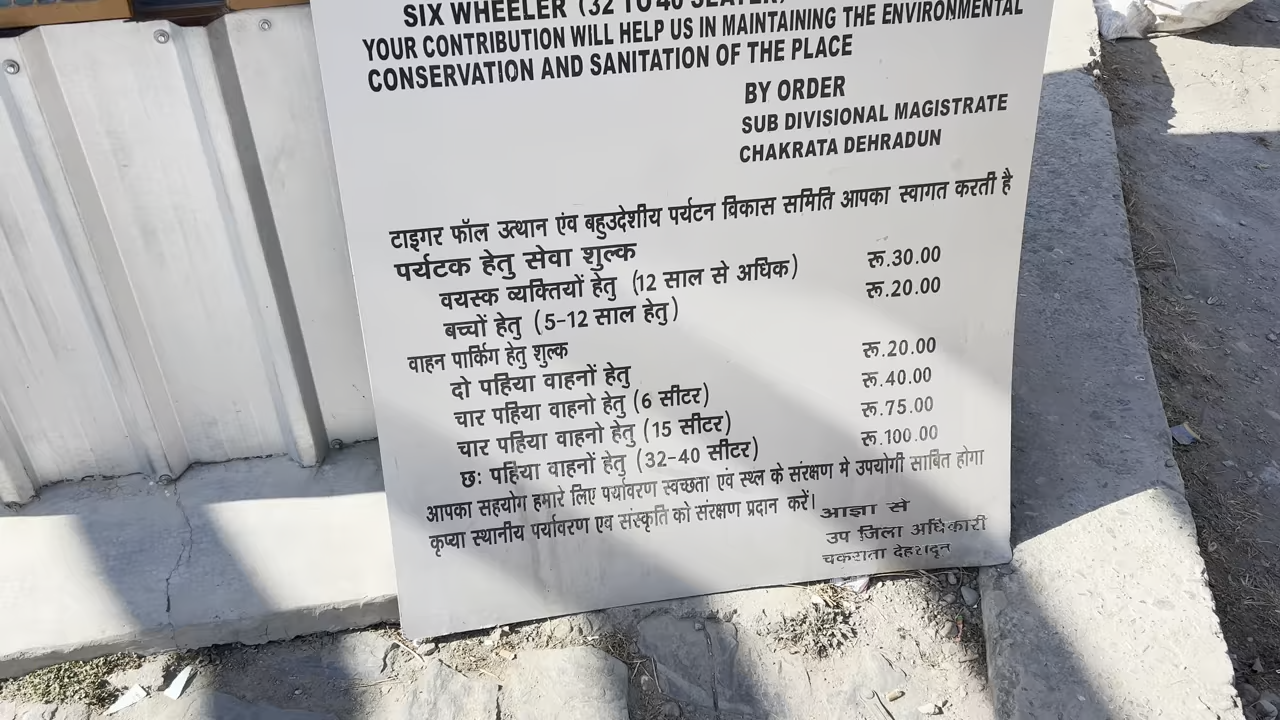 SIX WHEELER (32 TO 40 SEATER)
YOUR CONTRIBUTION WILL HELP US IN MAINTAINING THE ENVIRONMENTAL
CONSERVATION AND SANITATION OF THE PLACE
BY ORDER
SUB DIVISIONAL MAGISTRATE
CHAKRATA DEHRADUN
टाइगर फॉल उत्थान एंव बहुउदेशीय पर्यटन विकास समिति आपका स्वागत करती है
पर्यटक हेतु सेवा शुल्क
वयस्क व्यक्तियों हेतु (12 साल से अधिक) रू.30.00
बच्चों हेतु (5-12 साल हेतु) रू.20.00
वाहन पार्किग हेतु शुल्क
दो पहिया वाहनों हेतु रू.20.00
चार पहिया वाहनो हेतु (6 सीटर) रू.40.00
चार पहिया वाहनो हेतु (15 सीटर) रू.75.00
छः पहिया वाहनों हेतु (32-40 सीटर) रू.100.00
आपका सहयोग हमारे लिए पर्यावरण स्वच्छता एंव स्थ्ल के संरक्षण मे उपयोगी साबित होगा
कृप्या स्थानीय पर्यावरण एव संस्कृति को संरक्षण प्रदान करें।
आज्ञा से
उप जिला अधिकारी
चकराता देहरादून